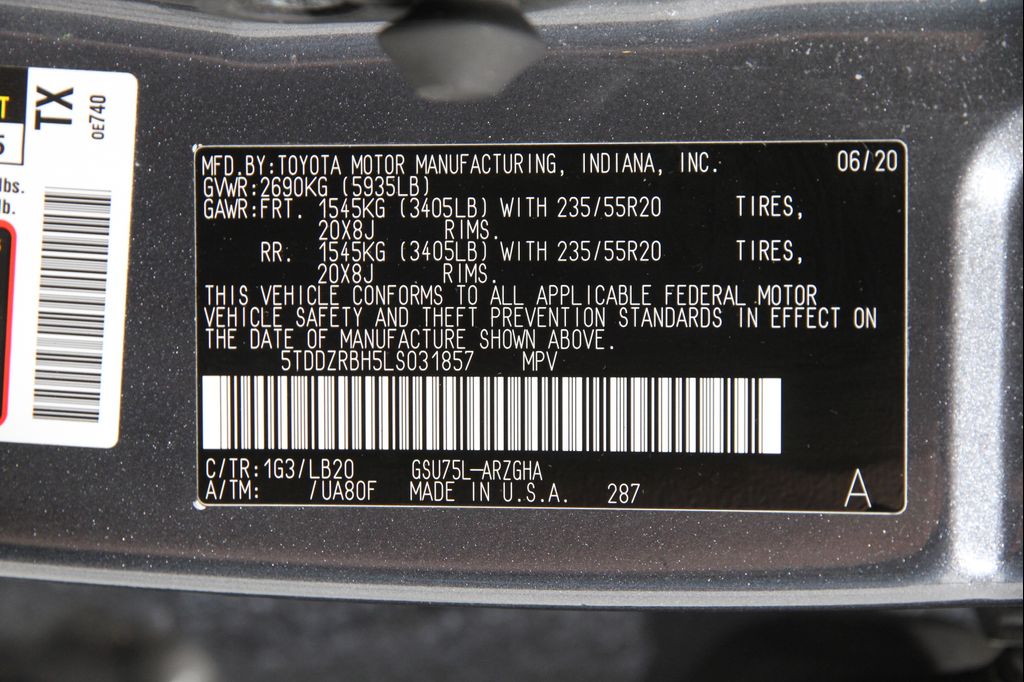 T
TX
0E740
5
lbs.
lb.
MFD.BY:TOYOTA MOTOR MANUFACTURING, INDIANA, INC. 06/20
GVWR:2690KG (5935LB)
GAWR:FRT. 1545KG (3405LB) WITH 235/55R20 TIRES,
20X8J RIMS.
RR. 1545KG (3405LB) WITH 235/55R20 TIRES,
20X8J RIMS.
THIS VEHICLE CONFORMS TO ALL APPLICABLE FEDERAL MOTOR
VEHICLE SAFETY AND THEFT PREVENTION STANDARDS IN EFFECT ON
THE DATE OF MANUFACTURE SHOWN ABOVE.
5TDDZRBH5LS031857 MPV
C/TR:1G3/LB20 GSU75L-ARZGHA
A/TM: /UA80F MADE IN U.S.A. 287 A